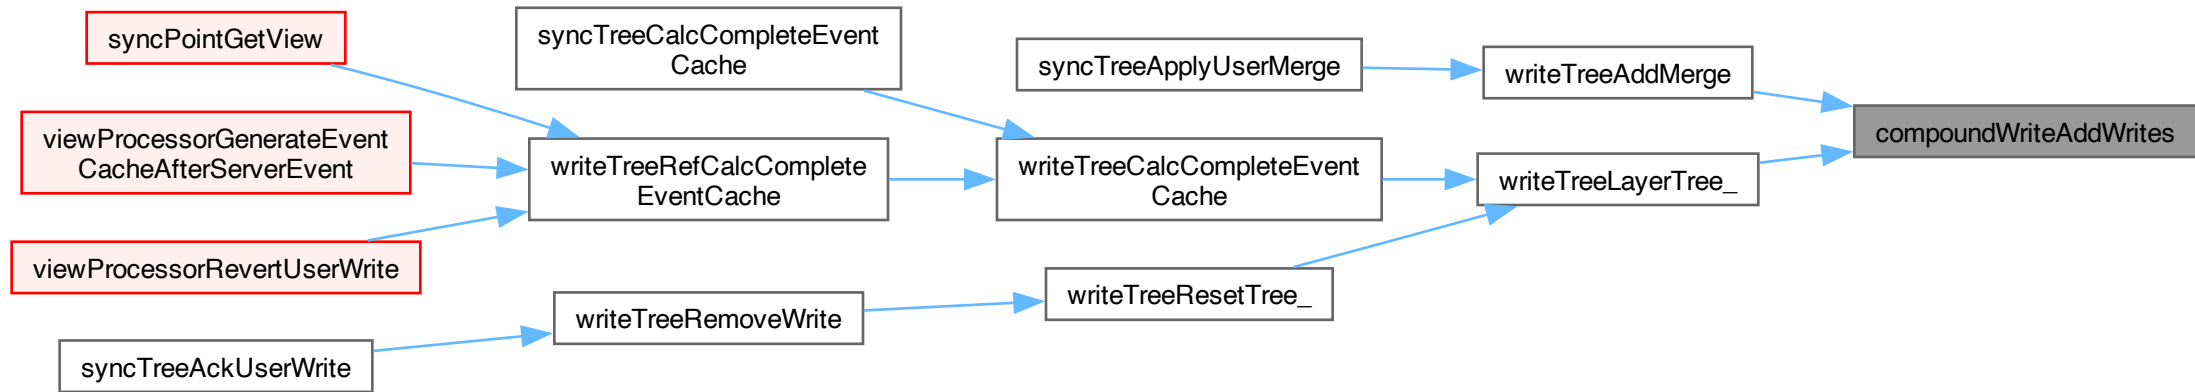 syncPointGetView
viewProcessorGenerateEvent
CacheAfterServerEvent
viewProcessorRevertUserWrite
syncTreeAckUserWrite
syncTreeCalcCompleteEvent
Cache
writeTreeRefCalcComplete
EventCache
writeTreeRemoveWrite
syncTreeApplyUserMerge
writeTreeCalcCompleteEvent
Cache
writeTreeResetTree_
writeTreeAddMerge
writeTreeLayerTree_
compoundWriteAddWrites